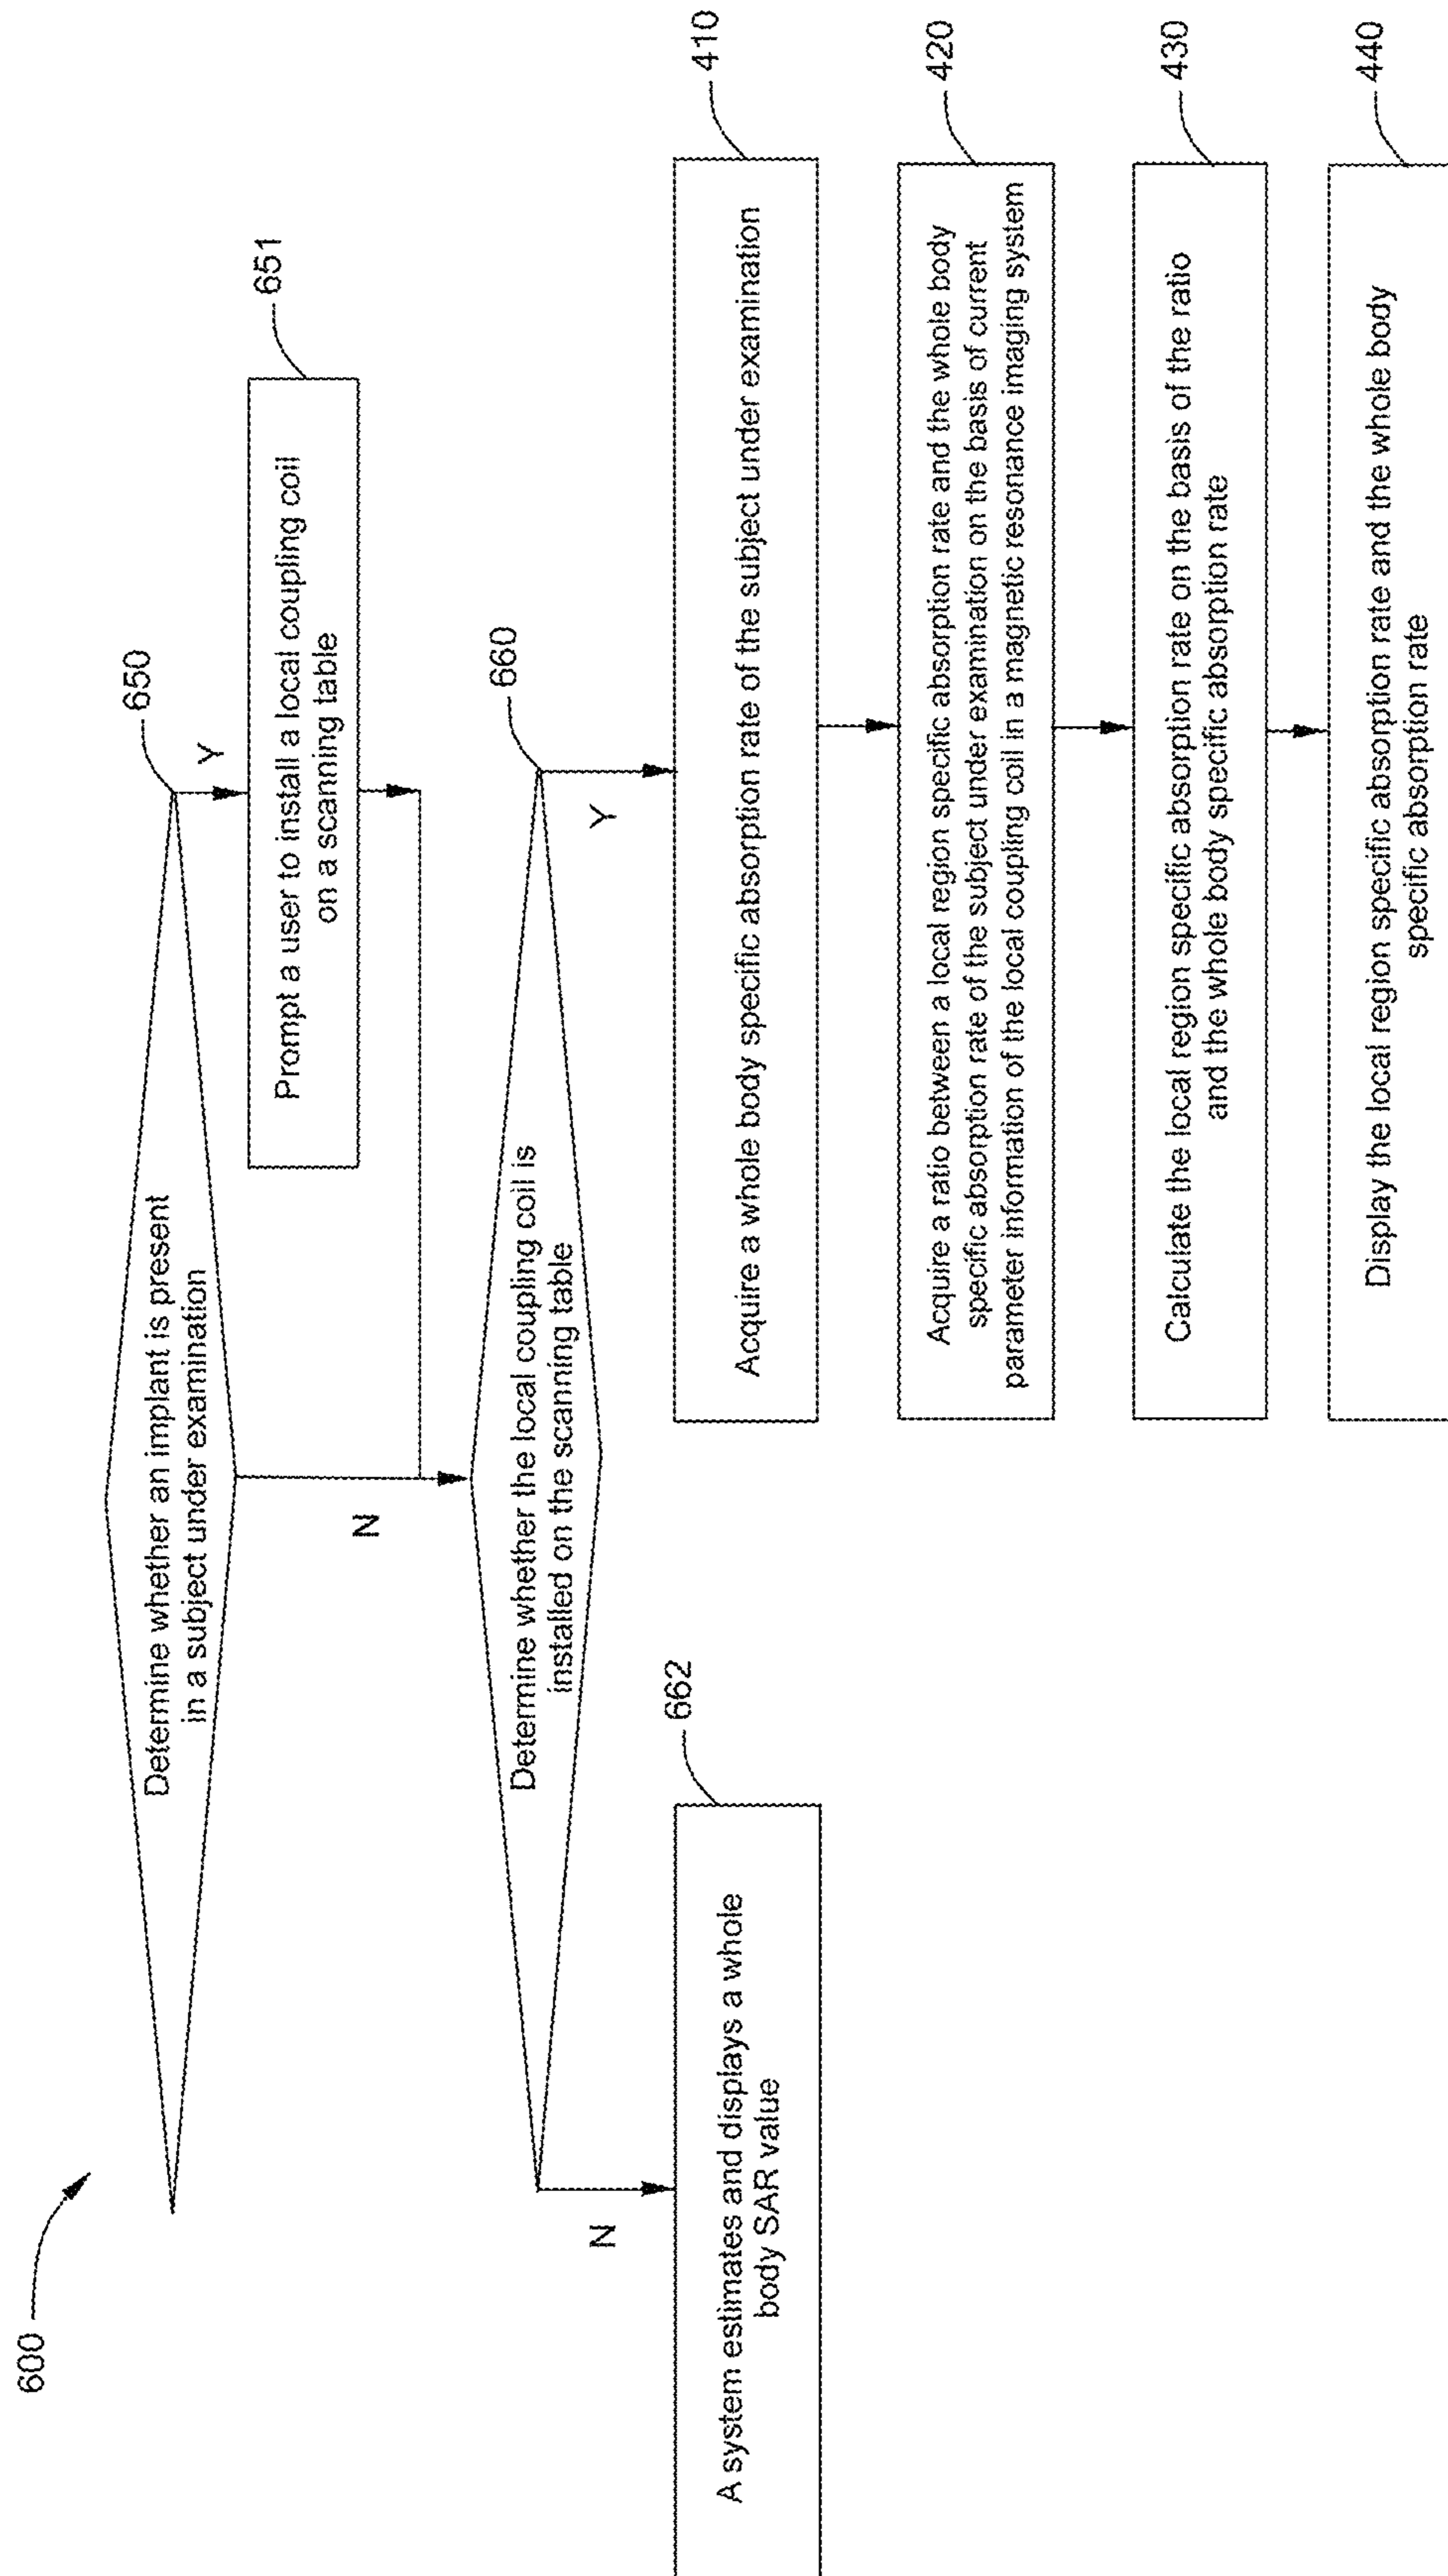 600
650
Determine whether an implant is present
in a subject under examination
Y
651
Prompt a user to install a local coupling coil
on a scanning table
N
660
Determine whether the local coupling coil is
installed on the scanning table
N
Y
662
A system estimates and displays a whole
body SAR value
410
Acquire a whole body specific absorption rate of the subject under examination
420
Acquire a ratio between a local region specific absorption rate and the whole body
specific absorption rate of the subject under examination on the basis of current
parameter information of the local coupling coil in a magnetic resonance imaging system
430
Calculate the local region specific absorption rate on the basis of the ratio
and the whole body specific absorption rate
440
Display the local region specific absorption rate and the whole body
specific absorption rate